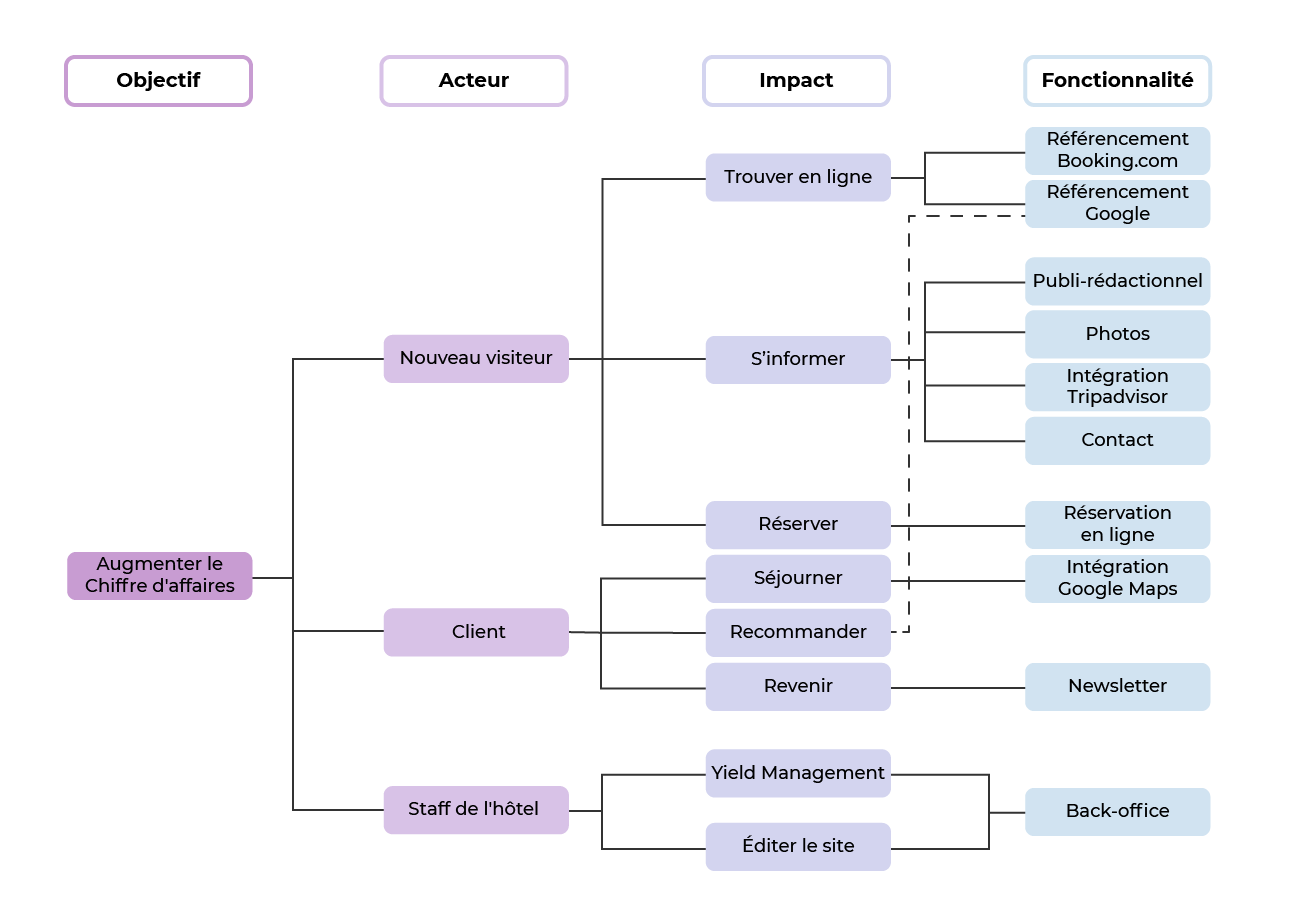 Objectif
Acteur
Impact
Fonctionnalité
Référencement
Booking.com
Trouver en ligne
Référencement
Google
Publi-rédactionnel
Photos
Nouveau visiteur
S’informer
Intégration
Tripadvisor
Contact
Réserver
Réservation
en ligne
Augmenter le
Chiffre d'affaires
Séjourner
Intégration
Google Maps
Client
Recommander
Revenir
Newsletter
Yield Management
Staff de l'hôtel
Back-office
Éditer le site